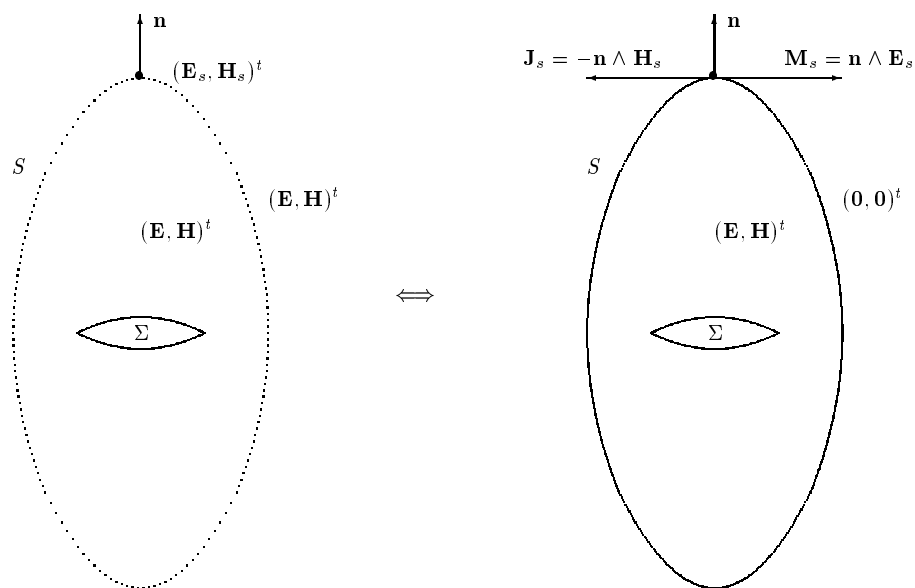 n
(E_s, H_s)^t
S
(E, H)^t
(E, H)^t
Σ
⟺
n
J_s = −n ∧ H_s
M_s = n ∧ E_s
S
(0, 0)^t
(E, H)^t
Σ